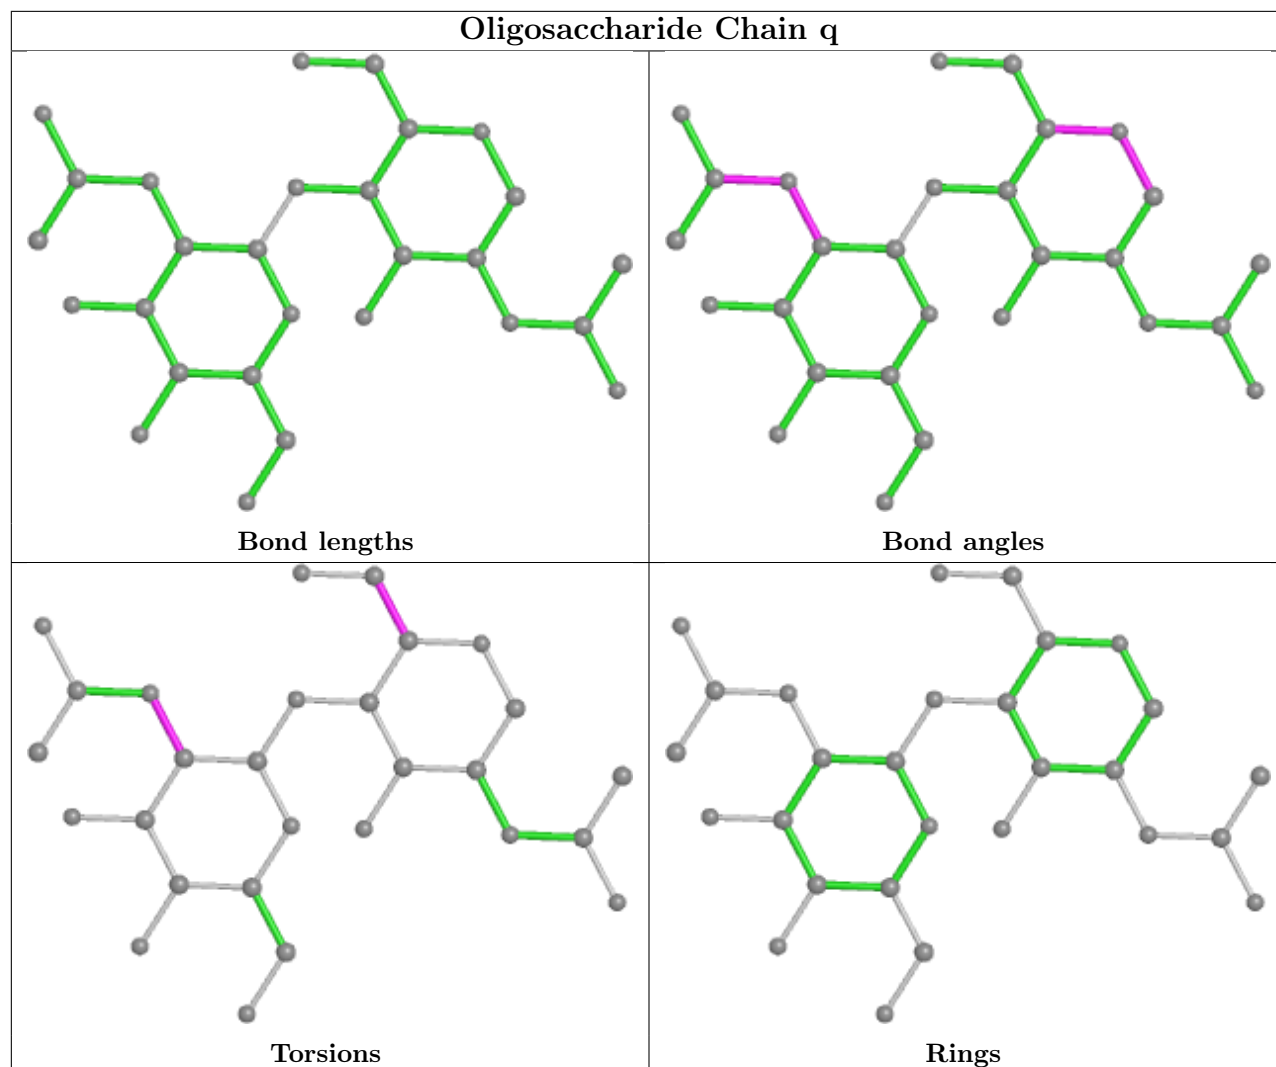 Oligosaccharide Chain q
Bond lengths
Bond angles
Torsions
Rings